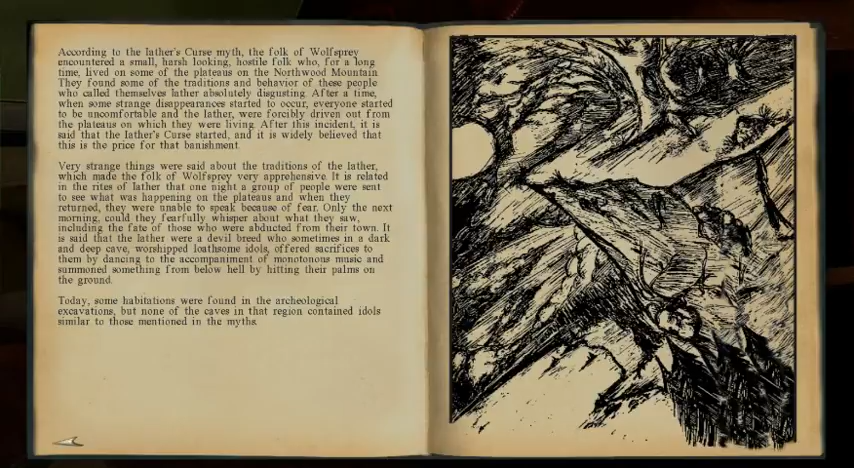 According to the lather's Curse myth, the folk of Wolfsprey
encountered a small, harsh looking, hostile folk who, for a long
time, lived on some of the plateaus on the Northwood Mountain
They found some of the traditions and behavior of these people
who called themselves lather absolutely disgusting. After a time,
when some strange disappearances started to occur, everyone started
to be uncomfortable and the lather, were forcibly driven out from
the plateaus on which they were living. After this incident, it is
said that the lather's Curse started, and it is widely believed that
this is the price for that banishment.
Very strange things were said about the traditions of the lather,
which made the folk of Wolfsprey very apprehensive. It is related
in the rites of lather that one night a group of people were sent
to see what was happening on the plateaus and when they
returned, they were unable to speak because of fear. Only the next
morning, could they fearfully whisper about what they saw,
including the fate of those who were abducted from their town. It
is said that the lather were a devil breed who sometimes in a dark
and deep cave, worshipped loathsome idols, offered sacrifices to
them by dancing to the accompaniment of monotonous music and
summoned something from below hell by hitting their palms on
the ground.
Today, some habitations were found in the archeological
excavations, but none of the caves in that region contained idols
similar to those mentioned in the myths.